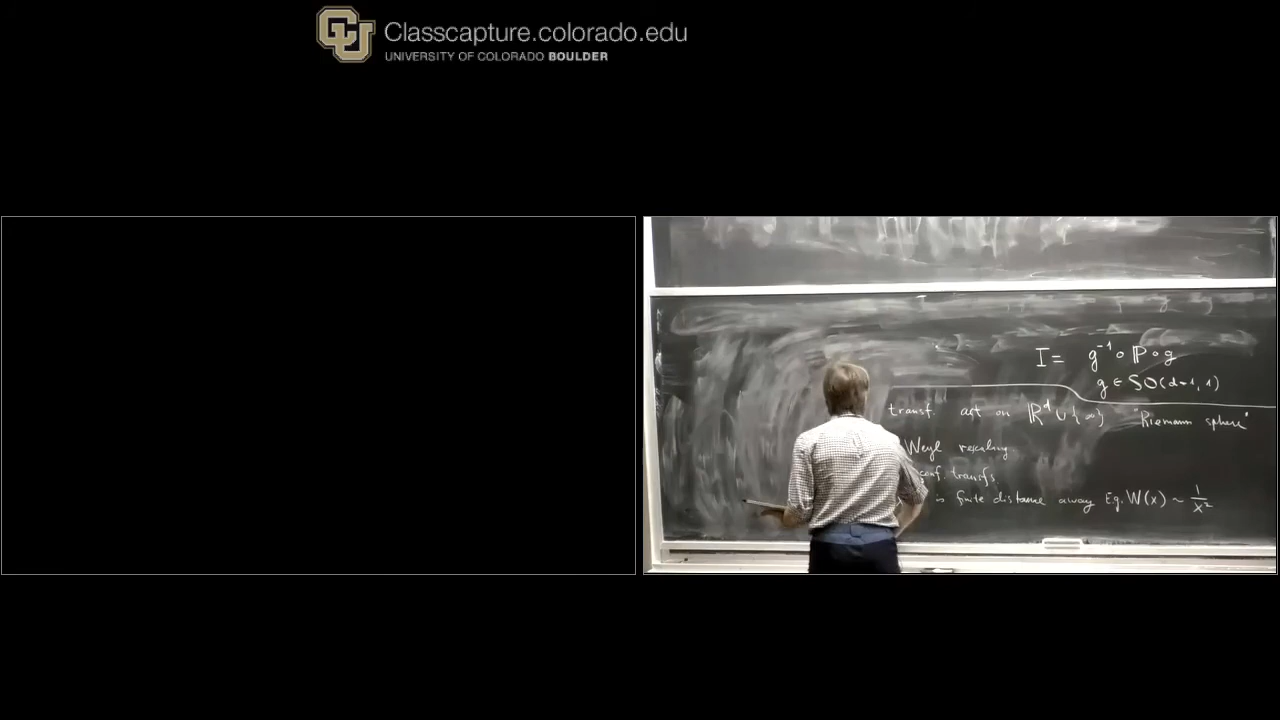 Classcapture.colorado.edu
UNIVERSITY OF COLORADO BOULDER
I = g⁻¹ ∘ ℙ ∘ g
g ∈ SO(d+1, 1)
transf. act on ℝᵈ ∪ {∞} "Riemann sphere"
Weyl rescaling
conf. transfs.
is finite distance away E.g. W(x) ~ 1/x²